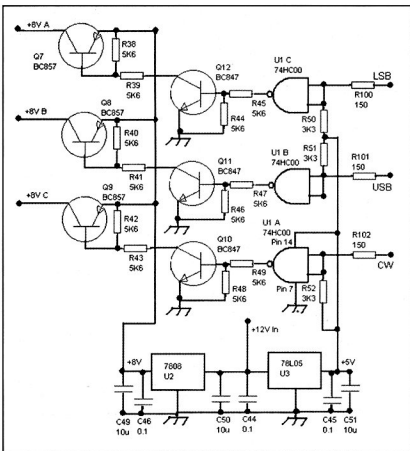 +8V A
Q7
BC857
R38
5K6
R39
5K6
Q12
BC847
R44
5K6
R45
5K6
U1 C
74HC00
LSB
R100
150
R50
3K3
+8V B
Q8
BC857
R40
5K6
R41
5K6
Q11
BC847
R46
5K6
R47
5K6
U1 B
74HC00
R51
3K3
R101
150
USB
+8V C
Q9
BC857
R42
5K6
R43
5K6
Q10
BC847
R48
5K6
R49
5K6
U1 A
74HC00
Pin 14
Pin 7
R102
150
CW
R52
3K3
+12V In
+8V
7808
U2
78L05
U3
+5V
C49
10u
C46
0.1
C50
10u
C44
0.1
C45
0.1
C51
10u